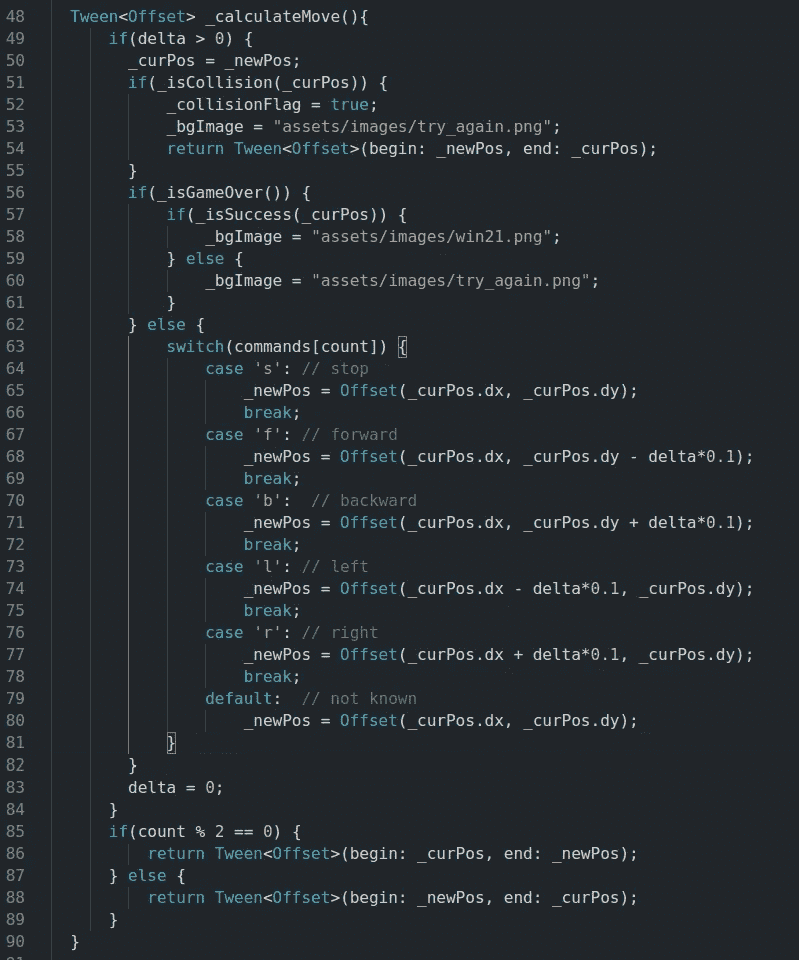 48 Tween<Offset> _calculateMove(){
49 if(delta > 0) {
50 _curPos = _newPos;
51 if(_isCollision(_curPos)) {
52 _collisionFlag = true;
53 _bgImage = "assets/images/try_again.png";
54 return Tween<Offset>(begin: _newPos, end: _curPos);
55 }
56 if(_isGameOver()) {
57 if(_isSuccess(_curPos)) {
58 _bgImage = "assets/images/win21.png";
59 } else {
60 _bgImage = "assets/images/try_again.png";
61 }
62 } else {
63 switch(commands[count]) {
64 case 's': // stop
65 _newPos = Offset(_curPos.dx, _curPos.dy);
66 break;
67 case 'f': // forward
68 _newPos = Offset(_curPos.dx, _curPos.dy - delta*0.1);
69 break;
70 case 'b':  // backward
71 _newPos = Offset(_curPos.dx, _curPos.dy + delta*0.1);
72 break;
73 case 'l': // left
74 _newPos = Offset(_curPos.dx - delta*0.1, _curPos.dy);
75 break;
76 case 'r': // right
77 _newPos = Offset(_curPos.dx + delta*0.1, _curPos.dy);
78 break;
79 default:  // not known
80 _newPos = Offset(_curPos.dx, _curPos.dy);
81 }
82 }
83 delta = 0;
84 }
85 if(count % 2 == 0) {
86 return Tween<Offset>(begin: _curPos, end: _newPos);
87 } else {
88 return Tween<Offset>(begin: _newPos, end: _curPos);
89 }
90 }